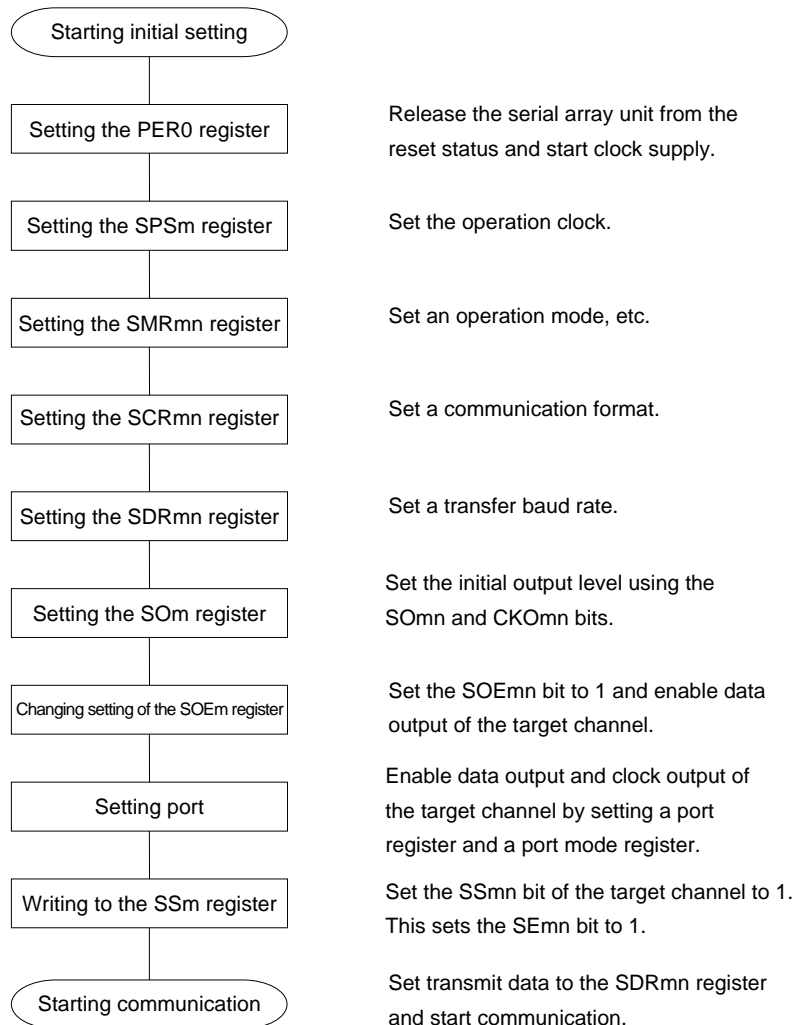 Starting initial setting
Setting the PER0 register
Release the serial array unit from the
reset status and start clock supply.
Setting the SPSm register
Set the operation clock.
Setting the SMRmn register
Set an operation mode, etc.
Setting the SCRmn register
Set a communication format.
Setting the SDRmn register
Set a transfer baud rate.
Setting the SOm register
Set the initial output level using the
SOmn and CKOmn bits.
Changing setting of the SOEm register
Set the SOEmn bit to 1 and enable data
output of the target channel.
Setting port
Enable data output and clock output of
the target channel by setting a port
register and a port mode register.
Writing to the SSm register
Set the SSmn bit of the target channel to 1.
This sets the SEmn bit to 1.
Starting communication
Set transmit data to the SDRmn register
and start communication.